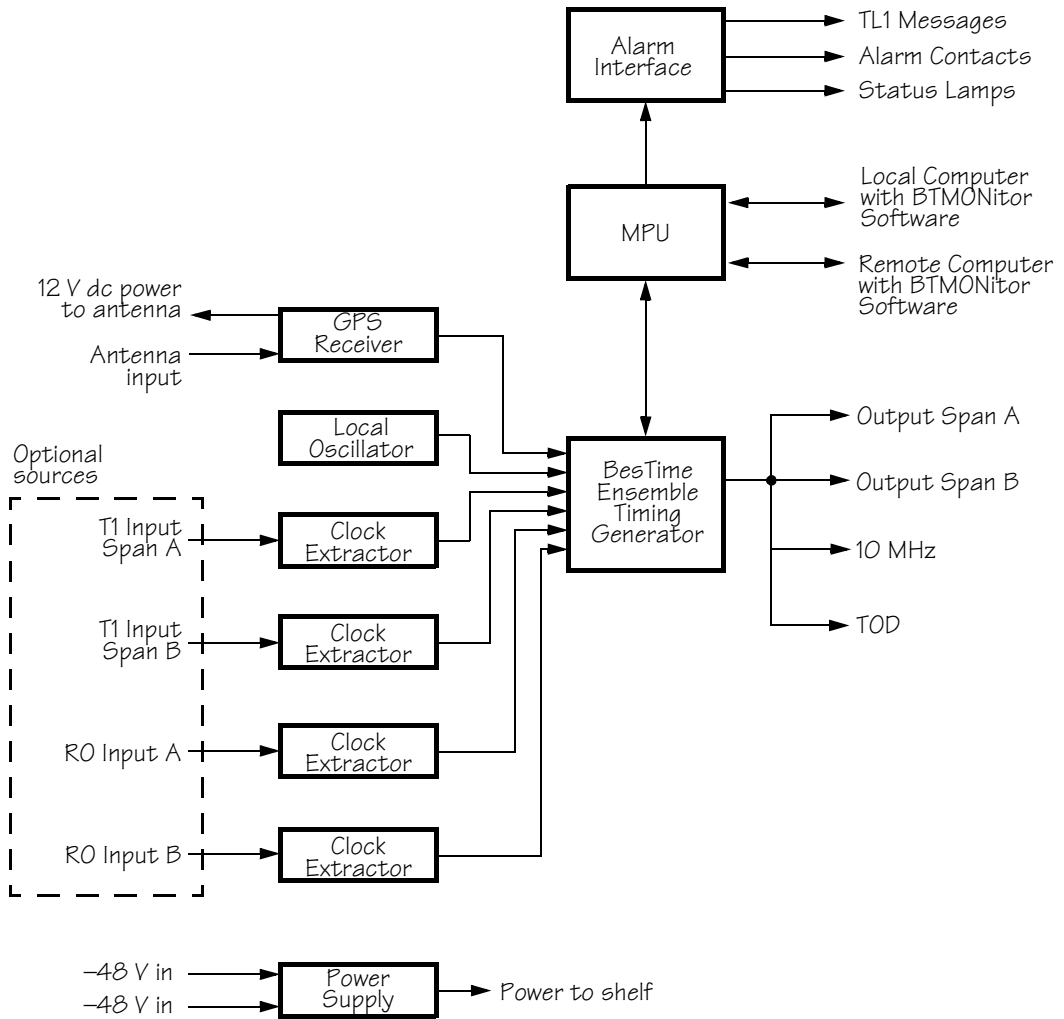 Alarm
Interface
TL1 Messages
Alarm Contacts
Status Lamps
MPU
Local Computer
with BTMONitor
Software
Remote Computer
with BTMONitor
Software
12 V dc power
to antenna
Antenna
input
GPS
Receiver
Local
Oscillator
Optional
sources
T1 Input
Span A
Clock
Extractor
T1 Input
Span B
Clock
Extractor
RO Input A
Clock
Extractor
RO Input B
Clock
Extractor
BesTime
Ensemble
Timing
Generator
Output Span A
Output Span B
10 MHz
TOD
–48 V in
–48 V in
Power
Supply
Power to shelf